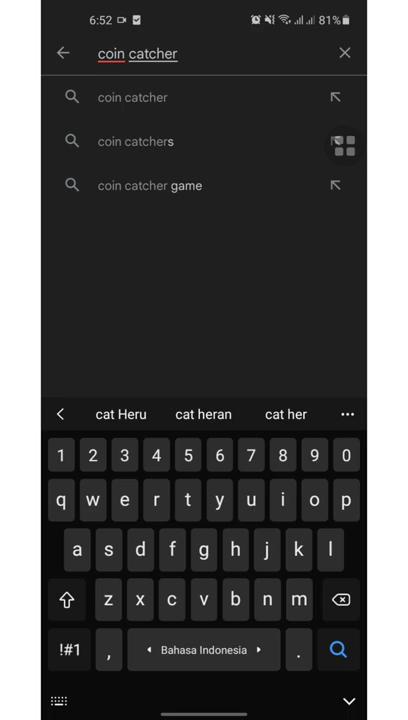 6:52 81%
coin catcher
coin catcher
coin catchers
coin catcher game
cat Heru cat heran cat her
1 2 3 4 5 6 7 8 9 0
q w e r t y u i o p
a s d f g h j k l
z x c v b n m
!#1 , Bahasa Indonesia .